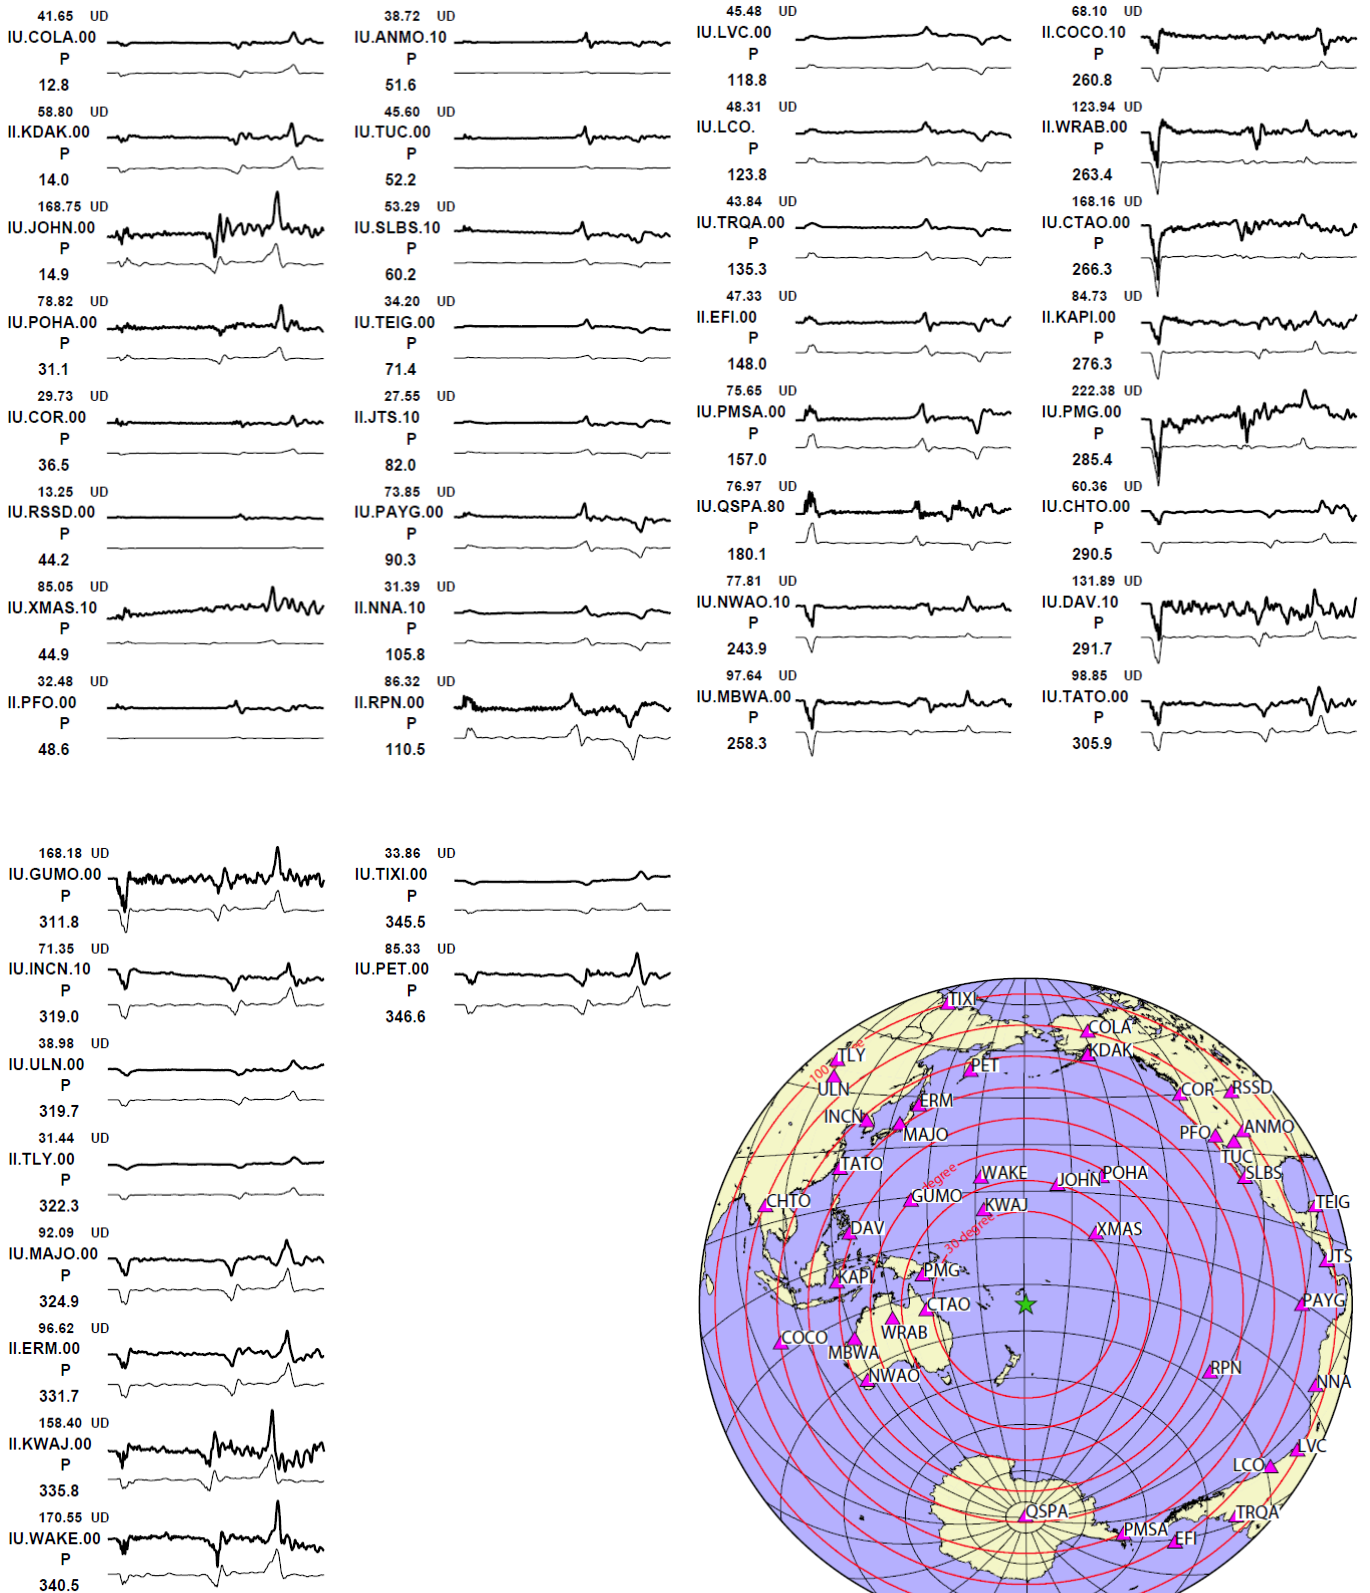 41.65 UD
IU.COLA.00
P
12.8
58.80 UD
II.KDAK.00
P
14.0
168.75 UD
IU.JOHN.00
P
14.9
78.82 UD
IU.POHA.00
P
31.1
29.73 UD
IU.COR.00
P
36.5
13.25 UD
IU.RSSD.00
P
44.2
85.05 UD
IU.XMAS.10
P
44.9
32.48 UD
II.PFO.00
P
48.6
38.72 UD
IU.ANMO.10
P
51.6
45.60 UD
IU.TUC.00
P
52.2
53.29 UD
IU.SLBS.10
P
60.2
34.20 UD
IU.TEIG.00
P
71.4
27.55 UD
II.JTS.10
P
82.0
73.85 UD
IU.PAYG.00
P
90.3
31.39 UD
II.NNA.10
P
105.8
86.32 UD
II.RPN.00
P
110.5
45.48 UD
IU.LVC.00
P
118.8
48.31 UD
IU.LCO.
P
123.8
43.84 UD
IU.TRQA.00
P
135.3
47.33 UD
II.EFI.00
P
148.0
75.65 UD
IU.PMSA.00
P
157.0
76.97 UD
IU.QSPA.80
P
180.1
77.81 UD
IU.NWAO.10
P
243.9
97.64 UD
IU.MBWA.00
P
258.3
68.10 UD
II.COCO.10
P
260.8
123.94 UD
II.WRAB.00
P
263.4
168.16 UD
IU.CTAO.00
P
266.3
84.73 UD
II.KAPI.00
P
276.3
222.38 UD
IU.PMG.00
P
285.4
60.36 UD
IU.CHTO.00
P
290.5
131.89 UD
IU.DAV.10
P
291.7
98.85 UD
IU.TATO.00
P
305.9
168.18 UD
IU.GUMO.00
P
311.8
71.35 UD
IU.INCN.10
P
319.0
38.98 UD
IU.ULN.00
P
319.7
31.44 UD
II.TLY.00
P
322.3
92.09 UD
IU.MAJO.00
P
324.9
96.62 UD
II.ERM.00
P
331.7
158.40 UD
II.KWAJ.00
P
335.8
170.55 UD
IU.WAKE.00
P
340.5
33.86 UD
IU.TIXI.00
P
345.5
85.33 UD
IU.PET.00
P
346.6
TIXI
COLA
TLY
KDAK
PET
ULN
COR
RSSD
ERM
INCN
MAJO
PFO
ANMO
TUC
TATO
WAKE
JOHN
POHA
SLBS
CHTO
GUMO
KWAJ
TEIG
DAV
XMAS
30 degree
JTS
KAPI
PMG
PAYG
CTAO
WRAB
COCO
MBWA
NWAO
RPN
NNA
LVC
LCO
QSPA
TRQA
PMSA
EFI